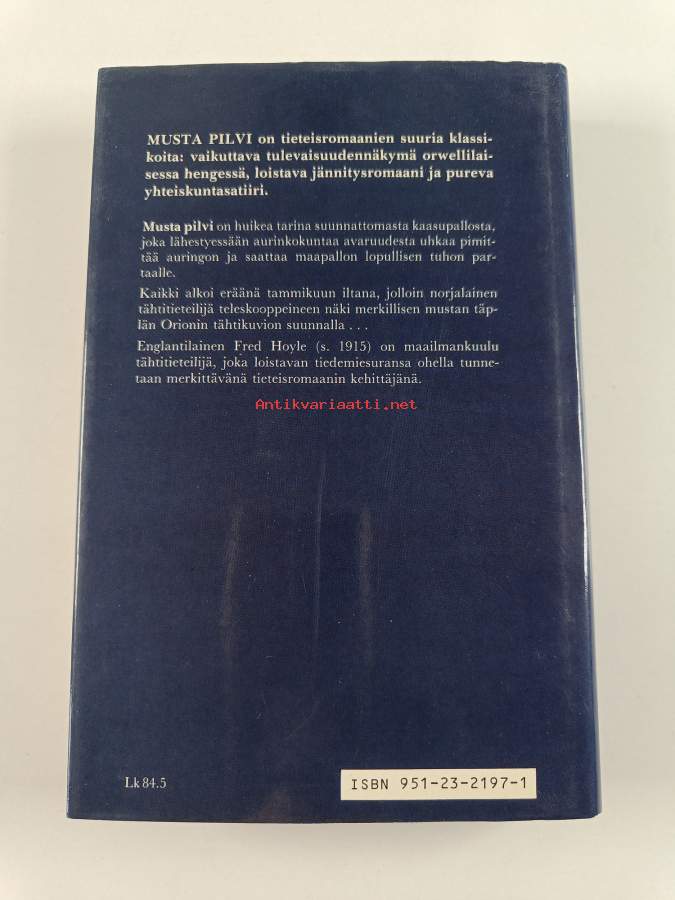 MUSTA PILVI on tieteisromaanien suuria klassi-
koita: vaikuttava tulevaisuudennäkymä orwellilai-
sessa hengessä, loistava jännitysromaani ja pureva
yhteiskuntasatiiri.
Musta pilvi on huikea tarina suunnattomasta kaasupallosta,
joka lähestyessään aurinkokuntaa avaruudesta uhkaa pimit-
tää auringon ja saattaa maapallon lopullisen tuhon par-
taalle.
Kaikki alkoi eräänä tammikuun iltana, jolloin norjalainen
tähtitieteilijä teleskooppeineen näki merkillisen mustan täp-
län Orionin tähtikuvion suunnalla . . .
Englantilainen Fred Hoyle (s. 1915) on maailmankuulu
tähtitieteilijä, joka loistavan tiedemiesuransa ohella tunne-
taan merkittävänä tieteisromaanin kehittäjänä.
Antikvariaatti.net
Lk 84.5
ISBN 951-23-2197-1